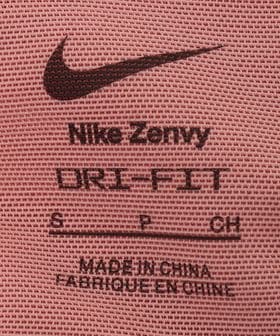 Nike Zenvy
DRI-FIT
S P CH
MADE IN CHINA
FABRIQUÉ EN CHINE